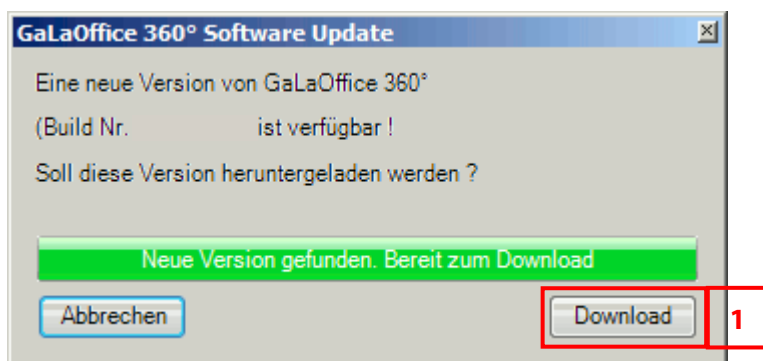 GaLaOffice 360° Software Update
Eine neue Version von GaLaOffice 360°
(Build Nr. ist verfügbar !
Soll diese Version heruntergeladen werden ?
Neue Version gefunden. Bereit zum Download
Abbrechen Download 1